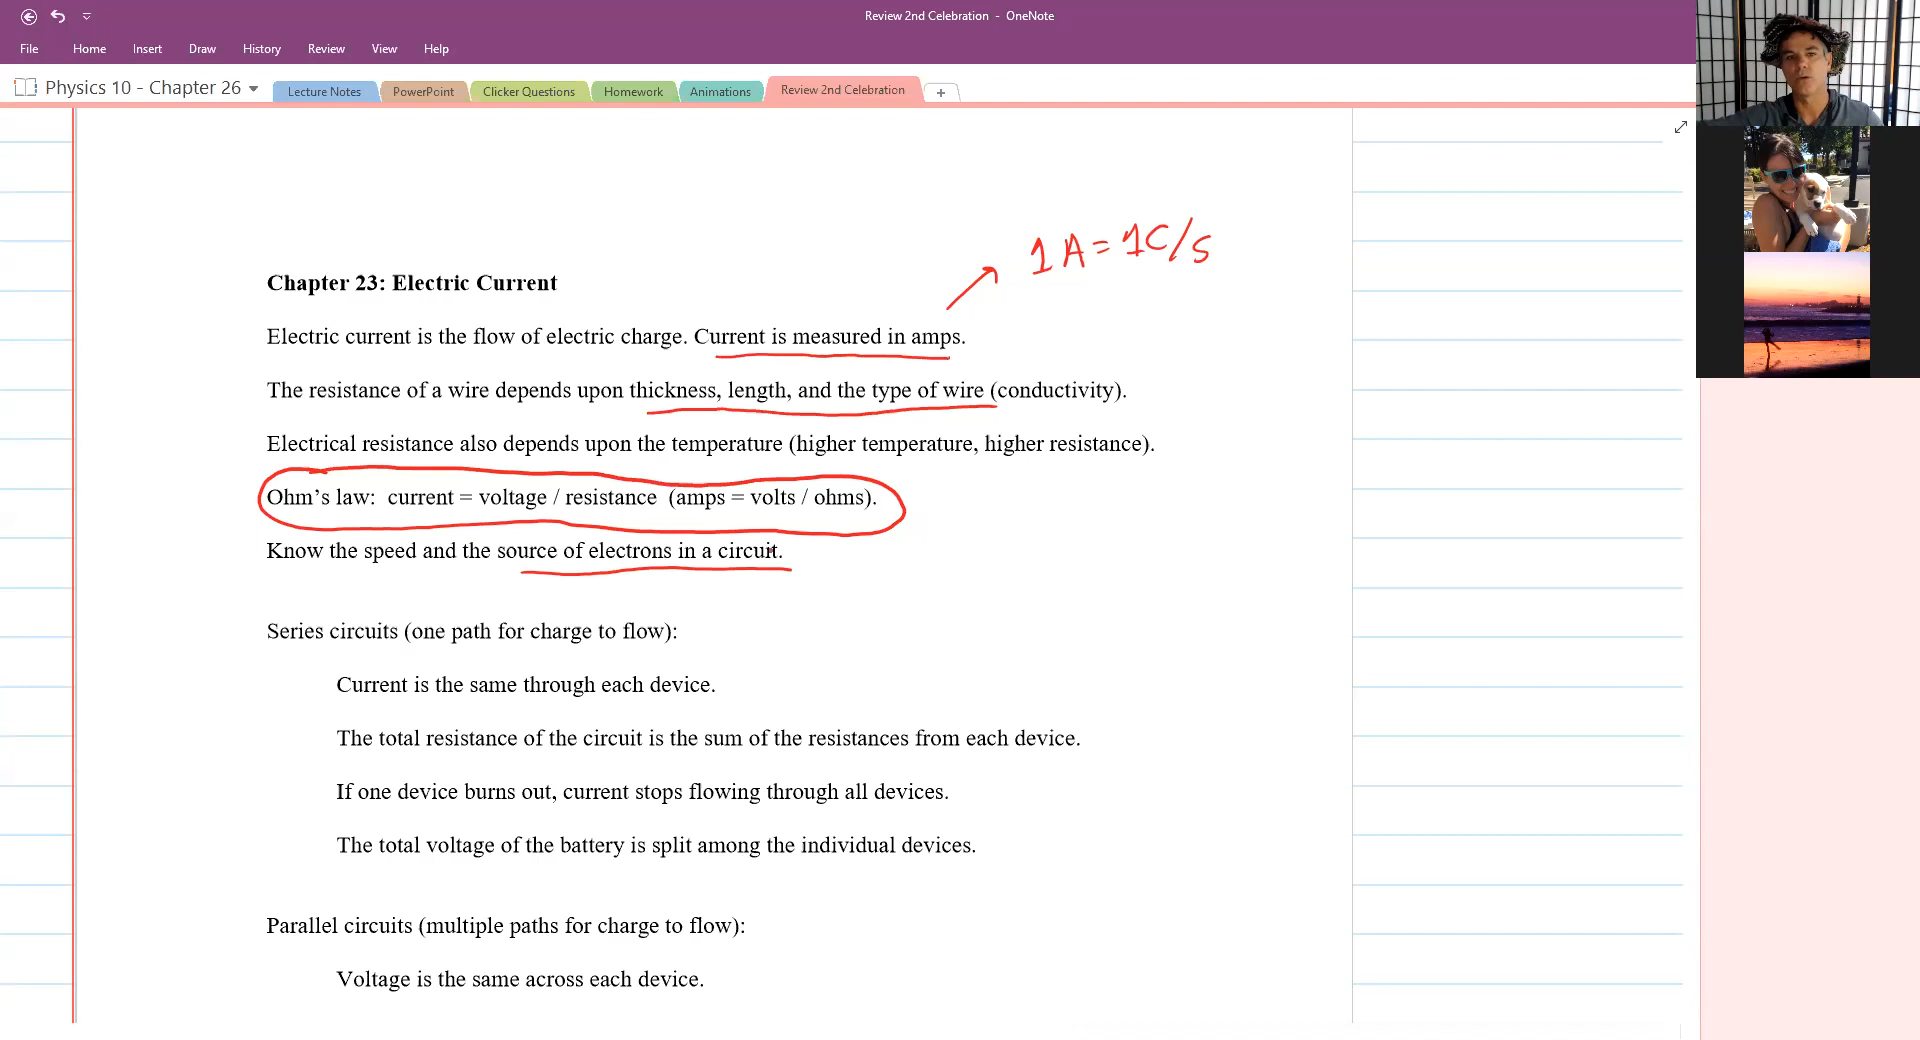 Review 2nd Celebration - OneNote
File Home Insert Draw History Review View Help
Physics 10 - Chapter 26 Lecture Notes PowerPoint Clicker Questions Homework Animations Review 2nd Celebration +
1A = 1C/s
Chapter 23: Electric Current
Electric current is the flow of electric charge. Current is measured in amps.
The resistance of a wire depends upon thickness, length, and the type of wire (conductivity).
Electrical resistance also depends upon the temperature (higher temperature, higher resistance).
Ohm’s law: current = voltage / resistance (amps = volts / ohms).
Know the speed and the source of electrons in a circuit.
Series circuits (one path for charge to flow):
Current is the same through each device.
The total resistance of the circuit is the sum of the resistances from each device.
If one device burns out, current stops flowing through all devices.
The total voltage of the battery is split among the individual devices.
Parallel circuits (multiple paths for charge to flow):
Voltage is the same across each device.